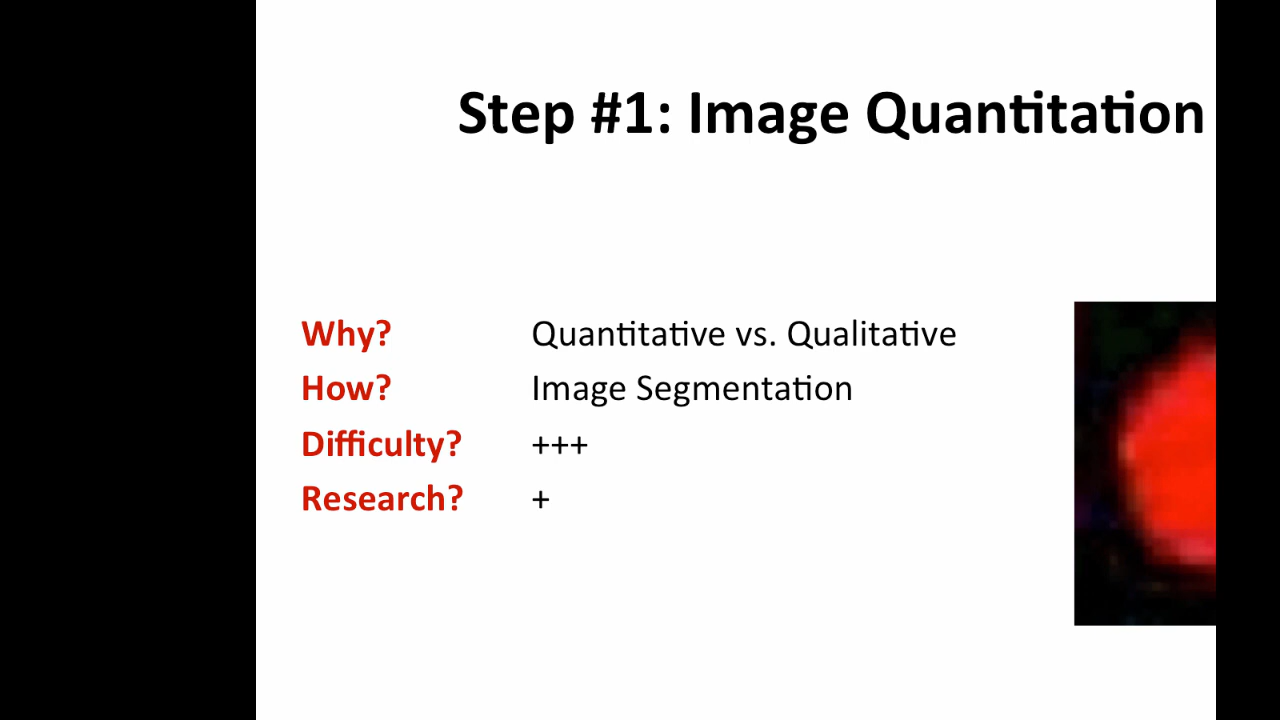 Step #1: Image Quantitation
Why? Quantitative vs. Qualitative
How? Image Segmentation
Difficulty? +++
Research? +